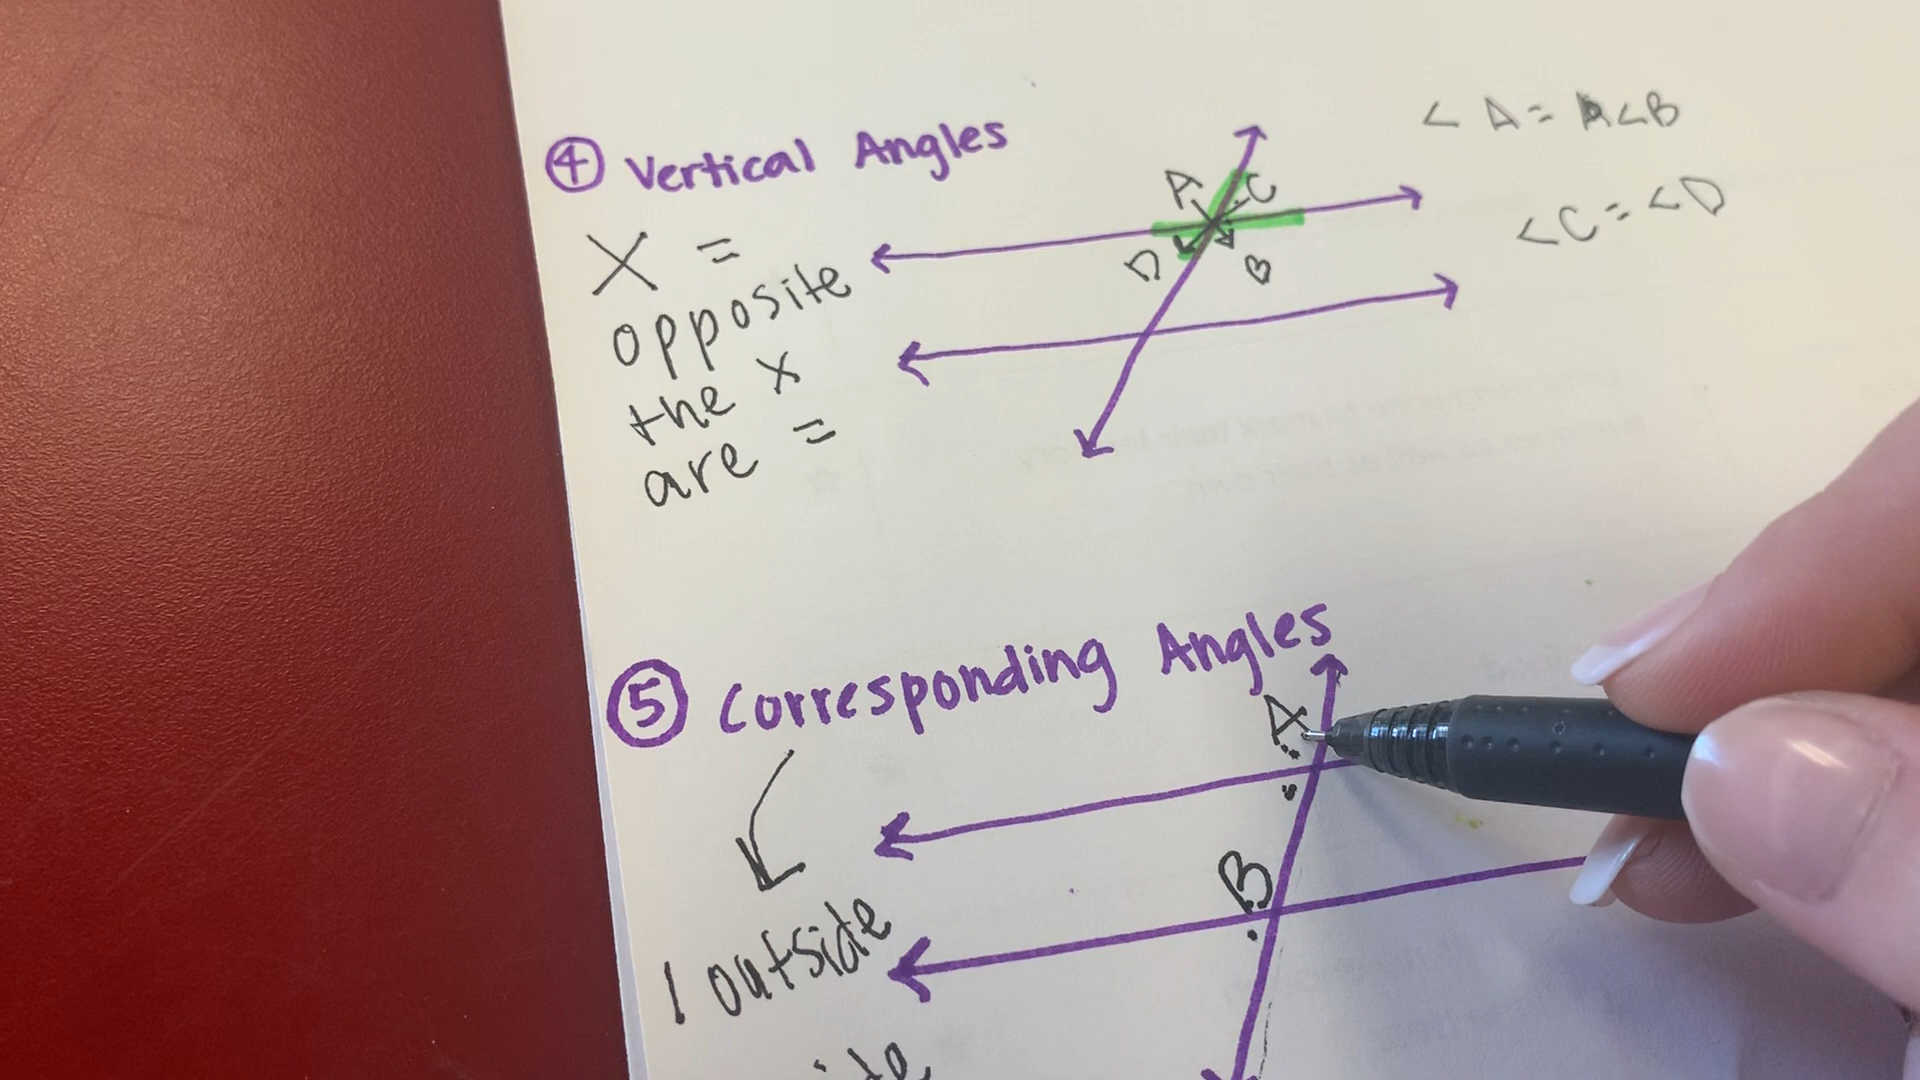 ④ Vertical Angles
X =
opposite
the x
are =
A C
D B
< A = <B
<C = <D
⑤ Corresponding Angles
A
B
1 outside